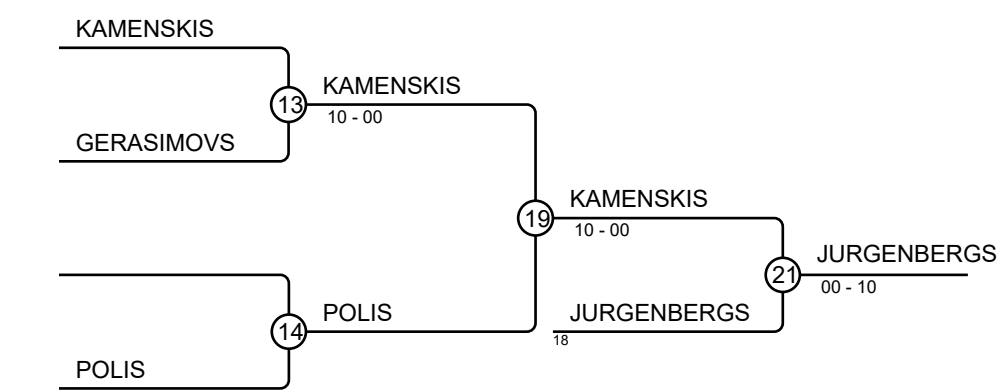 KAMENSKIS
KAMENSKIS
13
10 - 00
GERASIMOVS
KAMENSKIS
19
10 - 00
JURGENBERGS
21
00 - 10
POLIS
JURGENBERGS
14
18
POLIS